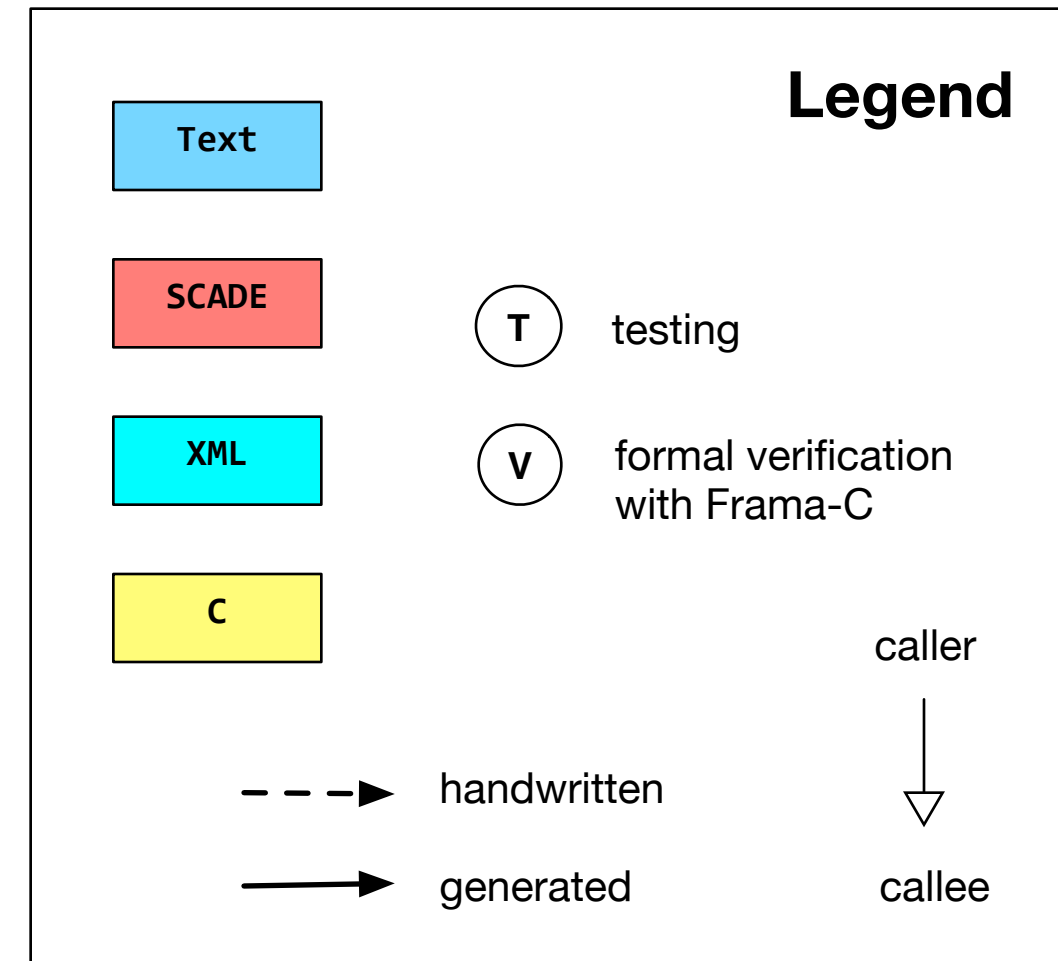 Legend
Text
SCADE
T
testing
XML
V
formal verification
with Frama-C
C
caller
handwritten
generated
callee